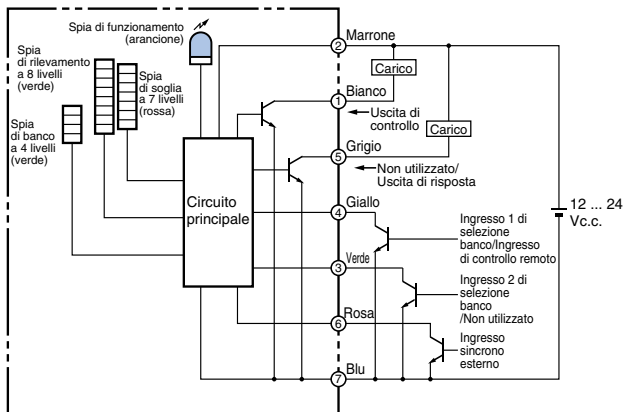 Spia di funzionamento
(arancione)
Spia
di rilevamento
a 8 livelli
(verde)
Spia
di soglia
a 7 livelli
(rossa)
Spia
di banco
a 4 livelli
(verde)
Circuito
principale
2
Marrone
Carico
1
Bianco
Uscita di
controllo
Carico
5
Grigio
Non utilizzato/
Uscita di risposta
4
Giallo
Ingresso 1 di
selezione
banco/Ingresso
di controllo remoto
12 ... 24
Vc.c.
3
Verde
Ingresso 2 di
selezione
banco
/Non utilizzato
6
Rosa
Ingresso
sincrono
esterno
7
Blu